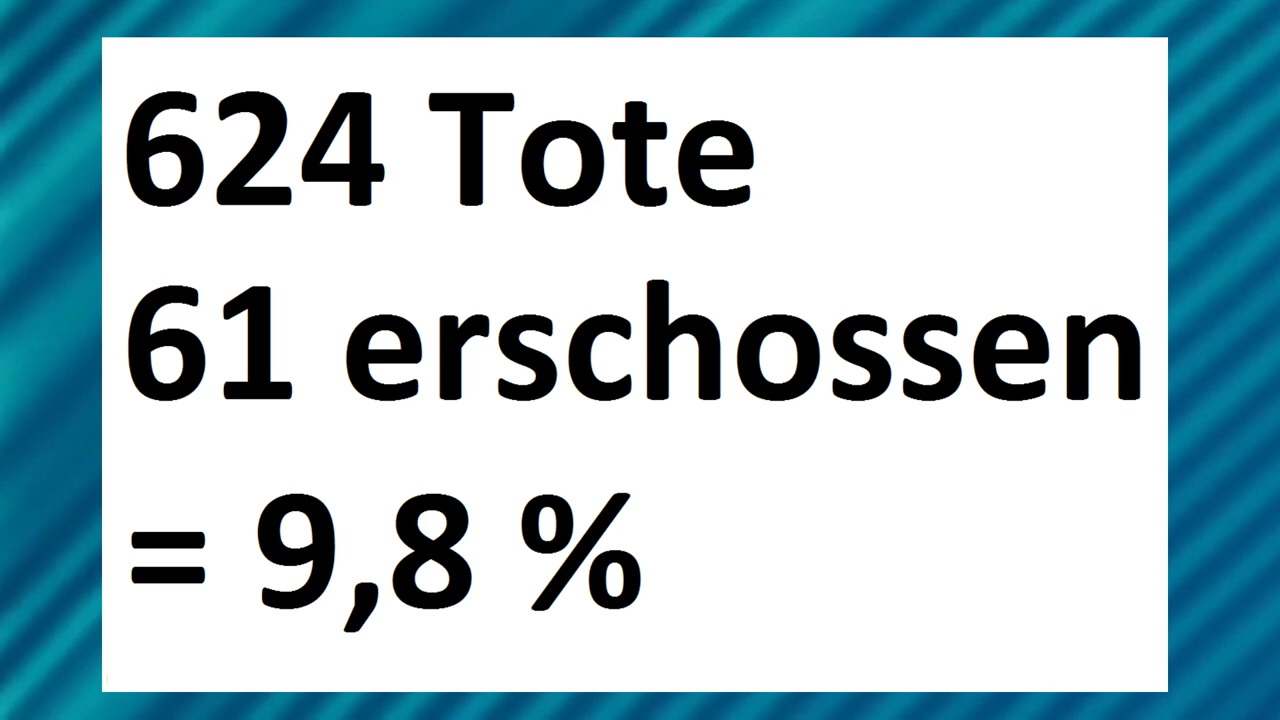 624 Tote
61 erschossen
= 9,8 %